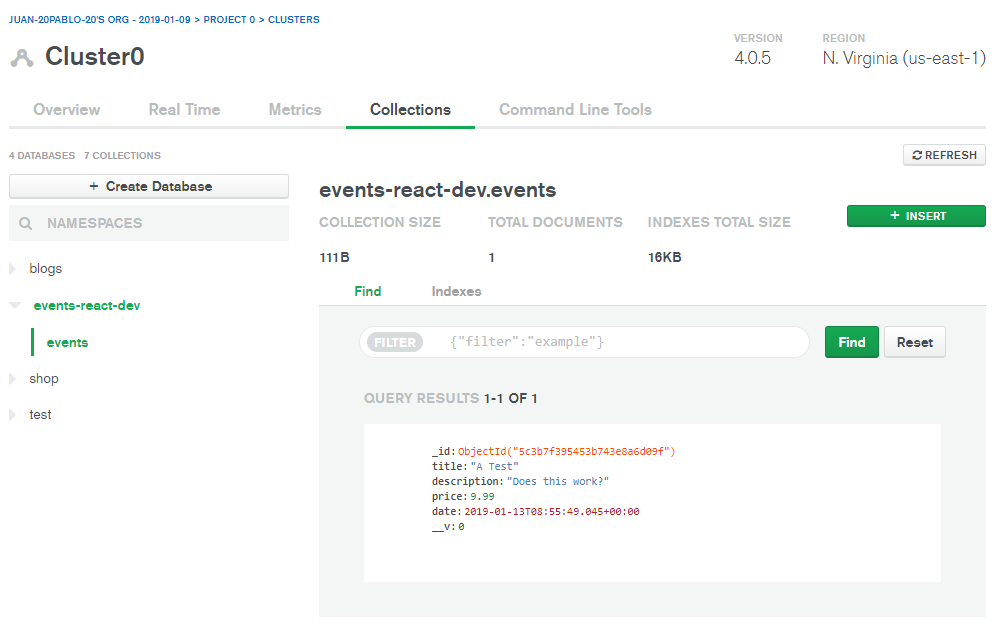 JUAN-20PABLO-20'S ORG - 2019-01-09 > PROJECT 0 > CLUSTERS
Cluster0
VERSION
4.0.5
REGION
N. Virginia (us-east-1)
Overview Real Time Metrics Collections Command Line Tools
4 DATABASES 7 COLLECTIONS
REFRESH
+ Create Database
NAMESPACES
blogs
events-react-dev
events
shop
test
events-react-dev.events
COLLECTION SIZE TOTAL DOCUMENTS INDEXES TOTAL SIZE
111B 1 16KB
+ INSERT
Find Indexes
FILTER {"filter":"example"}
Find Reset
QUERY RESULTS 1-1 OF 1
_id:ObjectId("5c3b7f395453b743e8a6d09f")
title:"A Test"
description:"Does this work?"
price:9.99
date:2019-01-13T08:55:49.045+00:00
__v:0